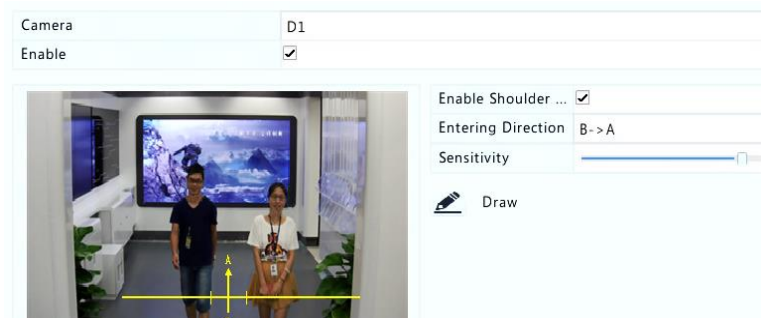 Camera D1
Enable
Enable Shoulder ...
Entering Direction B->A
Sensitivity
Draw
A